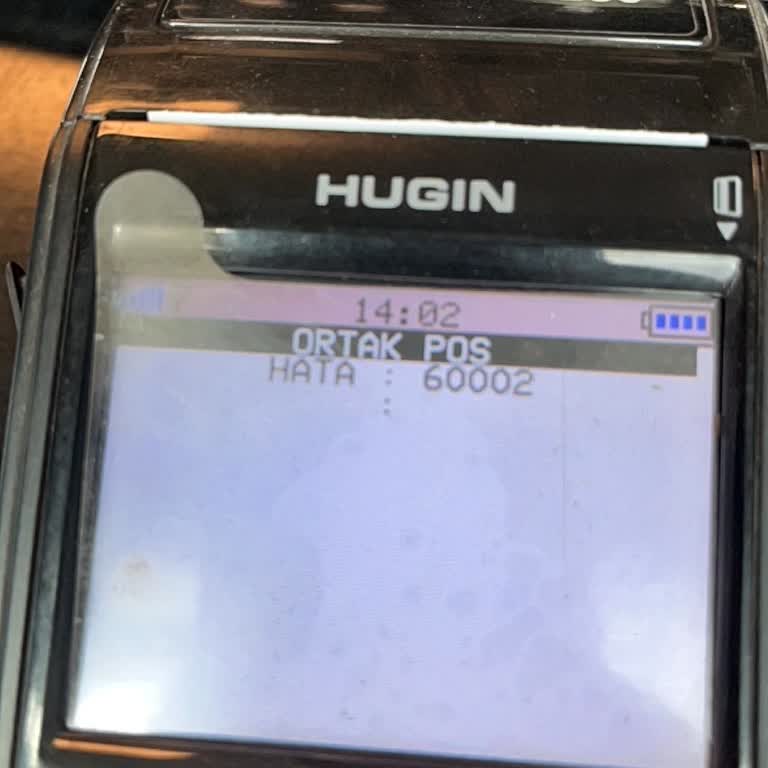 HUGIN
14:02
ORTAK POS
HATA : 60002
: